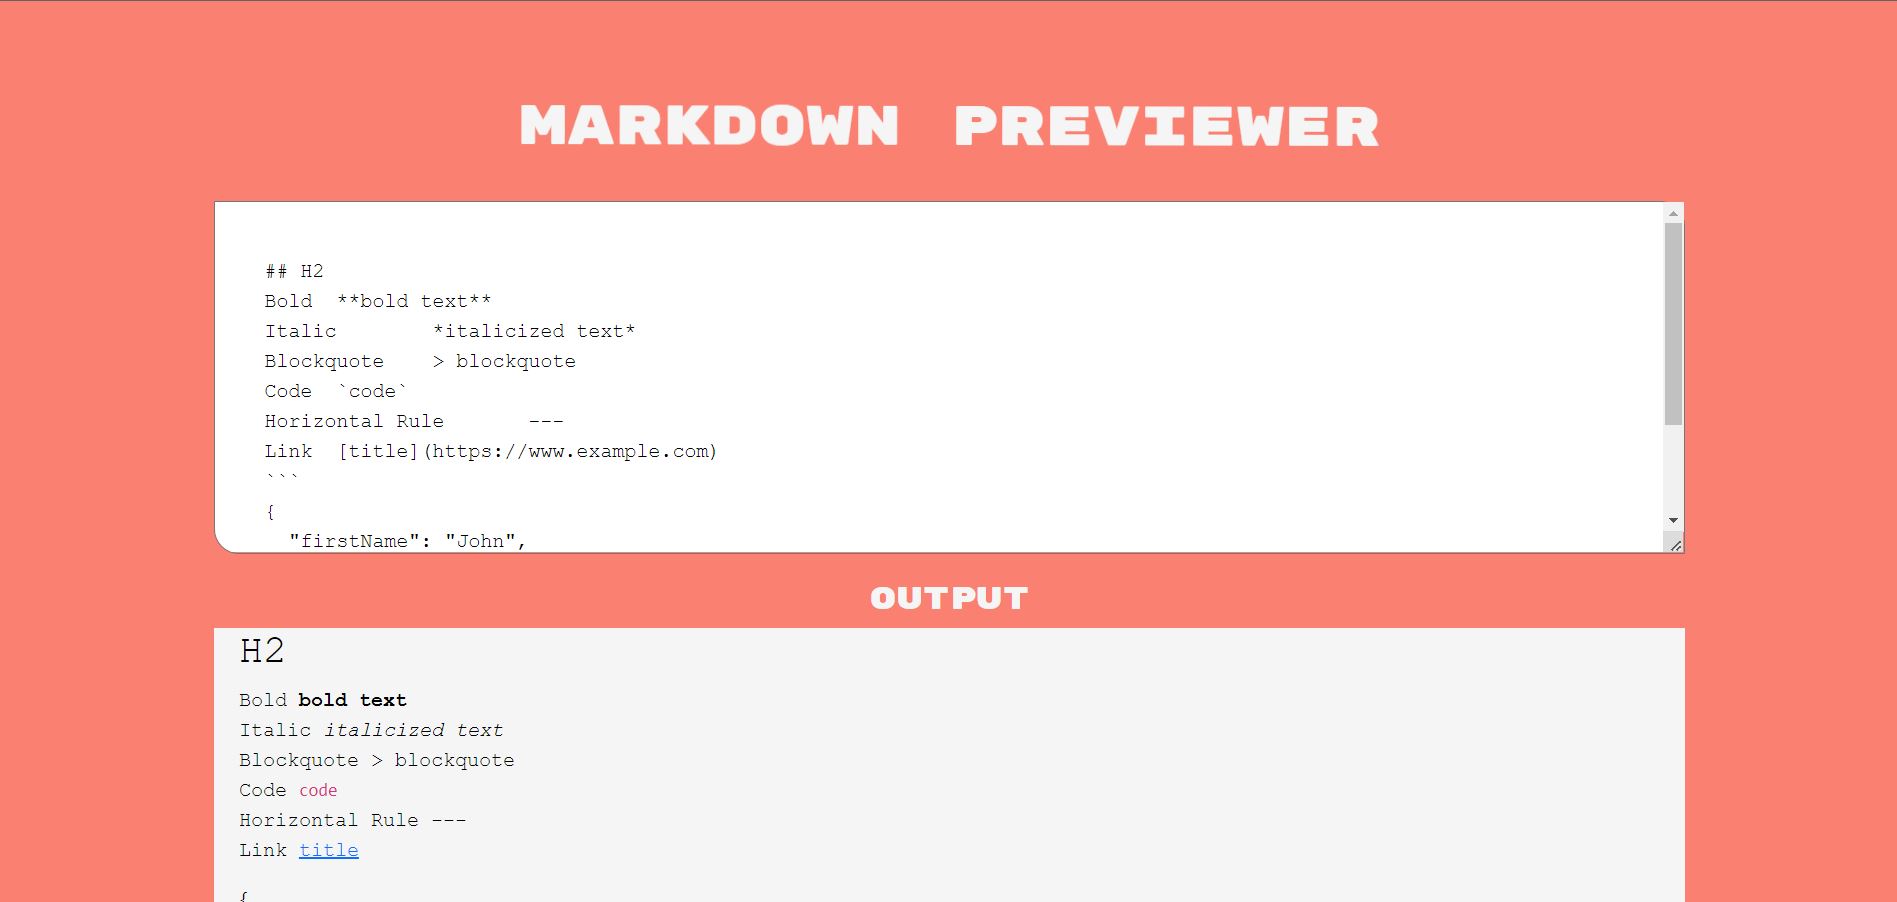 MARKDOWN PREVIEWER
## H2
Bold  **bold text**
Italic        *italicized text*
Blockquote    > blockquote
Code  `code`
Horizontal Rule       ---
Link  [title](https://www.example.com)
```
{
  "firstName": "John",
OUTPUT
H2
Bold bold text
Italic italicized text
Blockquote > blockquote
Code code
Horizontal Rule ---
Link title
{